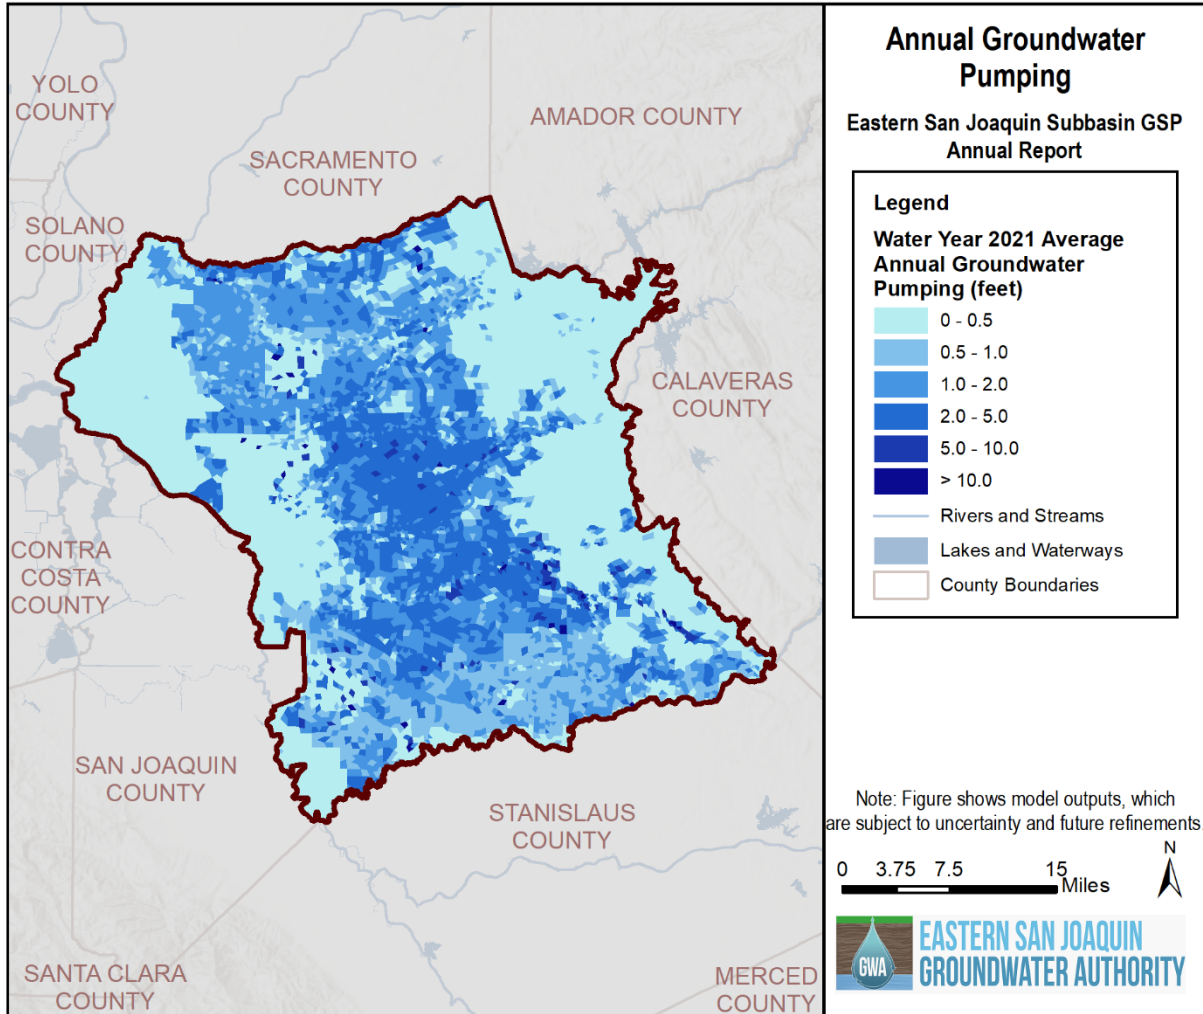 YOLO
COUNTY
AMADOR COUNTY
SACRAMENTO
COUNTY
SOLANO
COUNTY
CALAVERAS
COUNTY
CONTRA
COSTA
COUNTY
SAN JOAQUIN
COUNTY
STANISLAUS
COUNTY
SANTA CLARA
COUNTY
MERCED
COUNTY
Annual Groundwater
Pumping
Eastern San Joaquin Subbasin GSP
Annual Report
Legend
Water Year 2021 Average
Annual Groundwater
Pumping (feet)
0 - 0.5
0.5 - 1.0
1.0 - 2.0
2.0 - 5.0
5.0 - 10.0
> 10.0
Rivers and Streams
Lakes and Waterways
County Boundaries
Note: Figure shows model outputs, which
are subject to uncertainty and future refinements
N
0 3.75 7.5 15
Miles
GWA
EASTERN SAN JOAQUIN
GROUNDWATER AUTHORITY